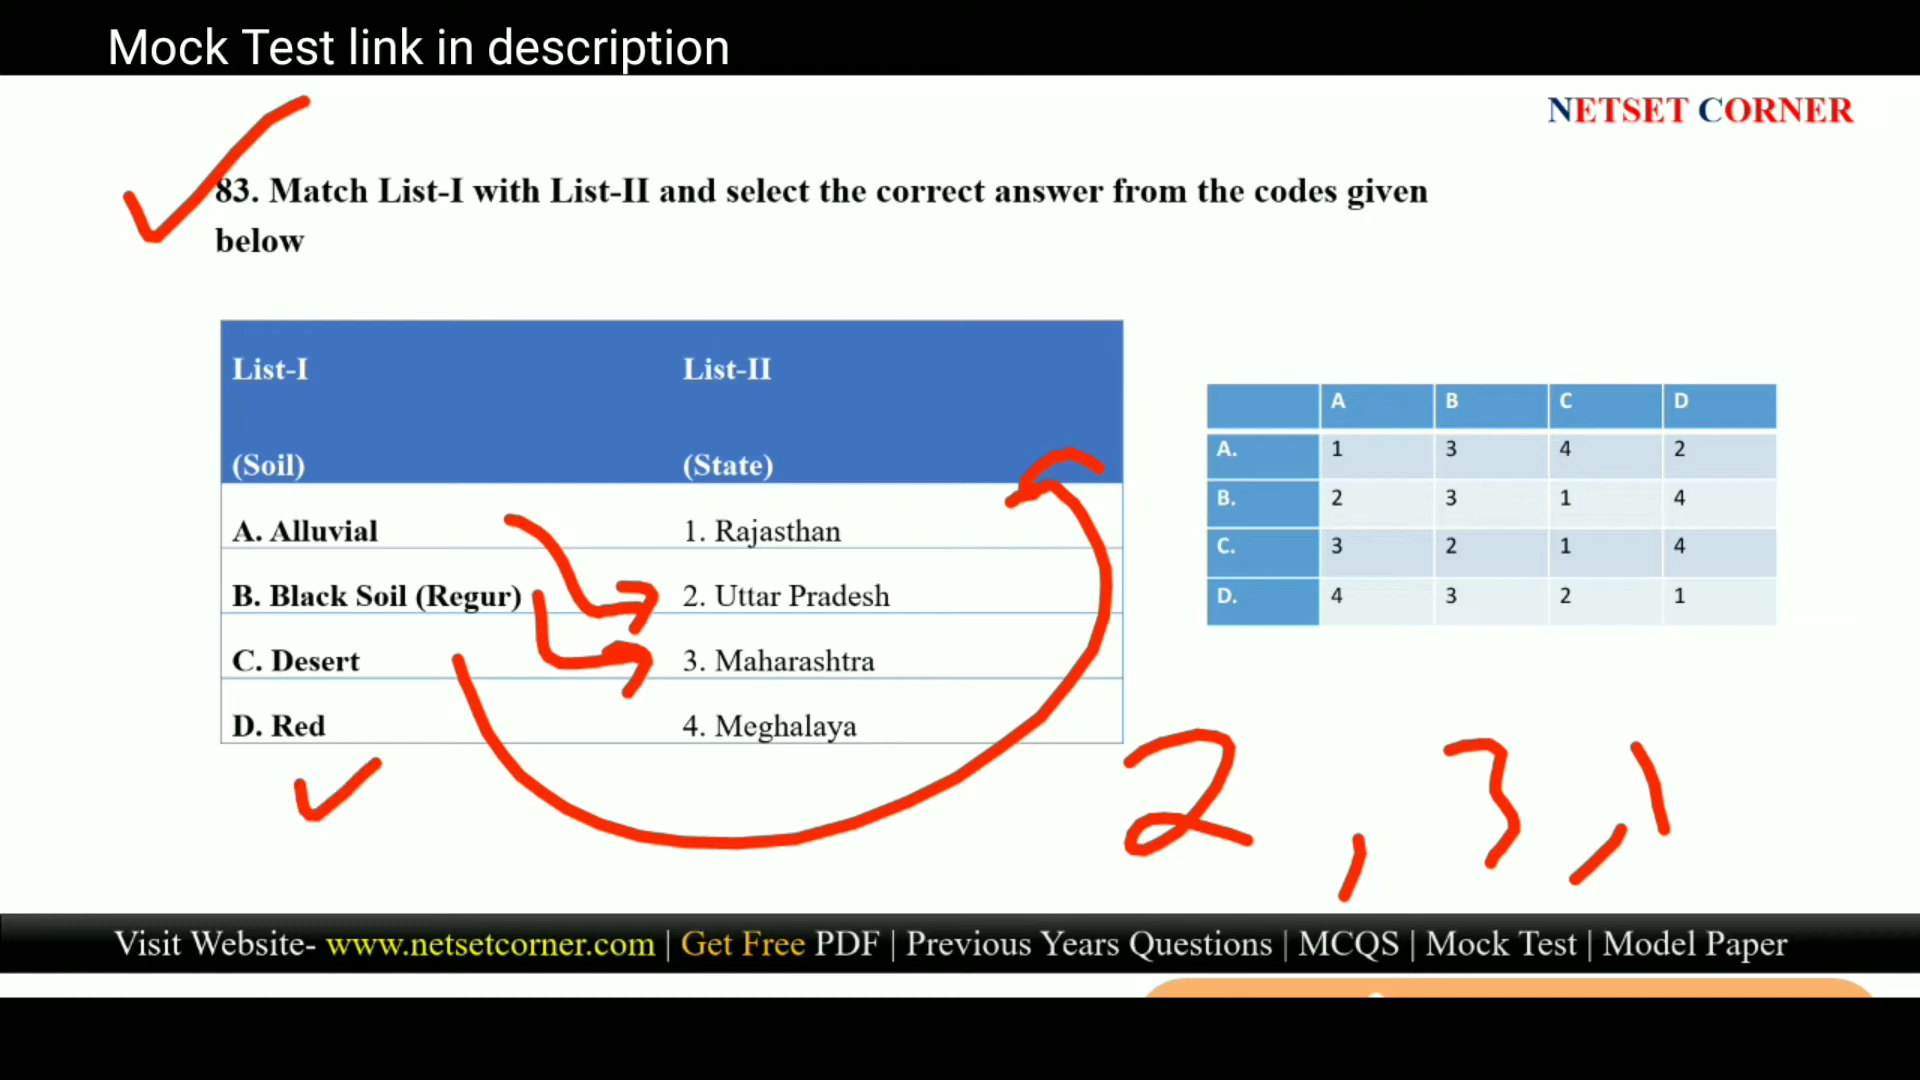 Mock Test link in description
NETSET CORNER
83. Match List-I with List-II and select the correct answer from the codes given
below
List-I List-II
(Soil) (State)
A. Alluvial 1. Rajasthan
B. Black Soil (Regur) 2. Uttar Pradesh
C. Desert 3. Maharashtra
D. Red 4. Meghalaya
A B C D
A. 1 3 4 2
B. 2 3 1 4
C. 3 2 1 4
D. 4 3 2 1
2, 3, 1
Visit Website- www.netsetcorner.com | Get Free PDF | Previous Years Questions | MCQS | Mock Test | Model Paper